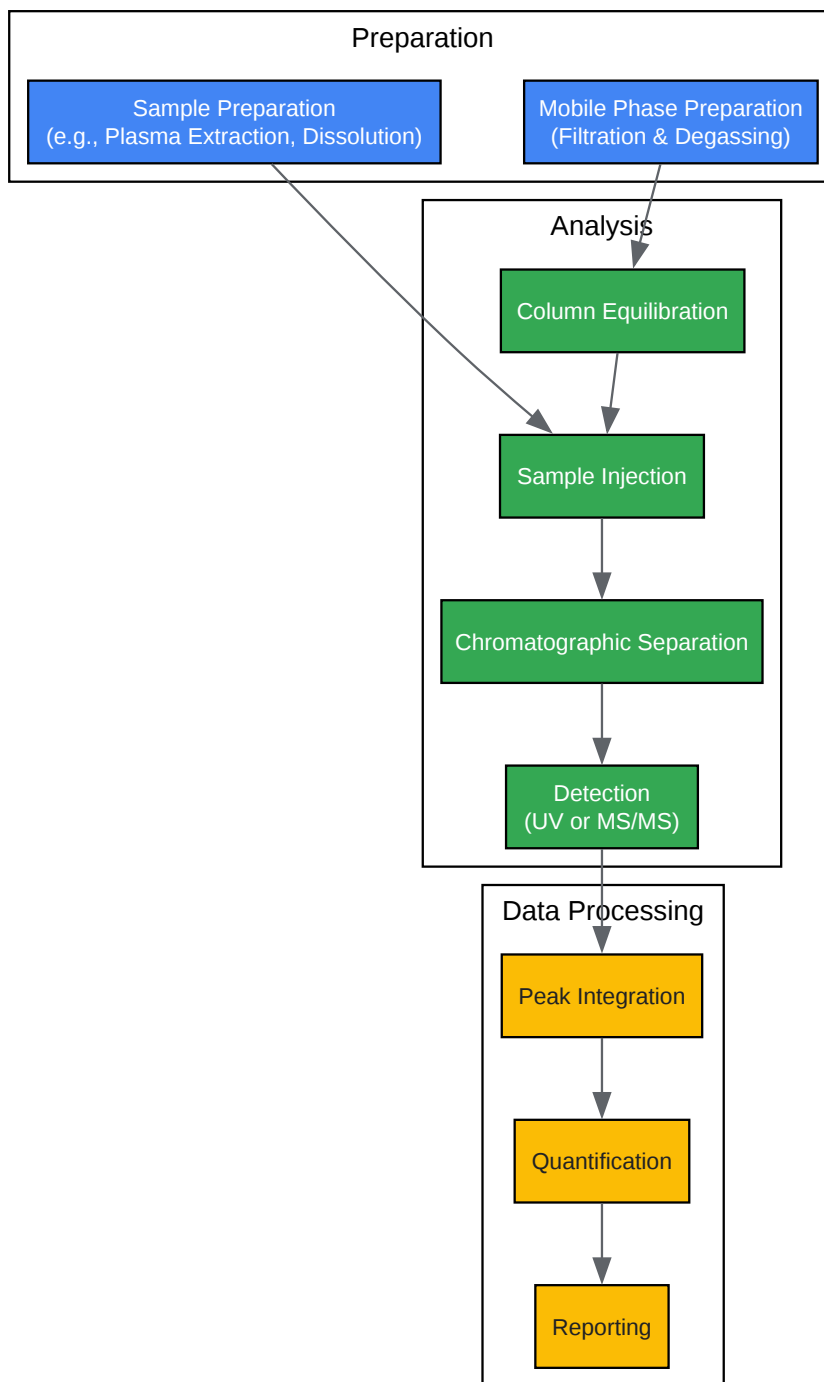 Preparation
Sample Preparation
(e.g., Plasma Extraction, Dissolution)
Mobile Phase Preparation
(Filtration & Degassing)
Analysis
Column Equilibration
Sample Injection
Chromatographic Separation
Detection
(UV or MS/MS)
Data Processing
Peak Integration
Quantification
Reporting